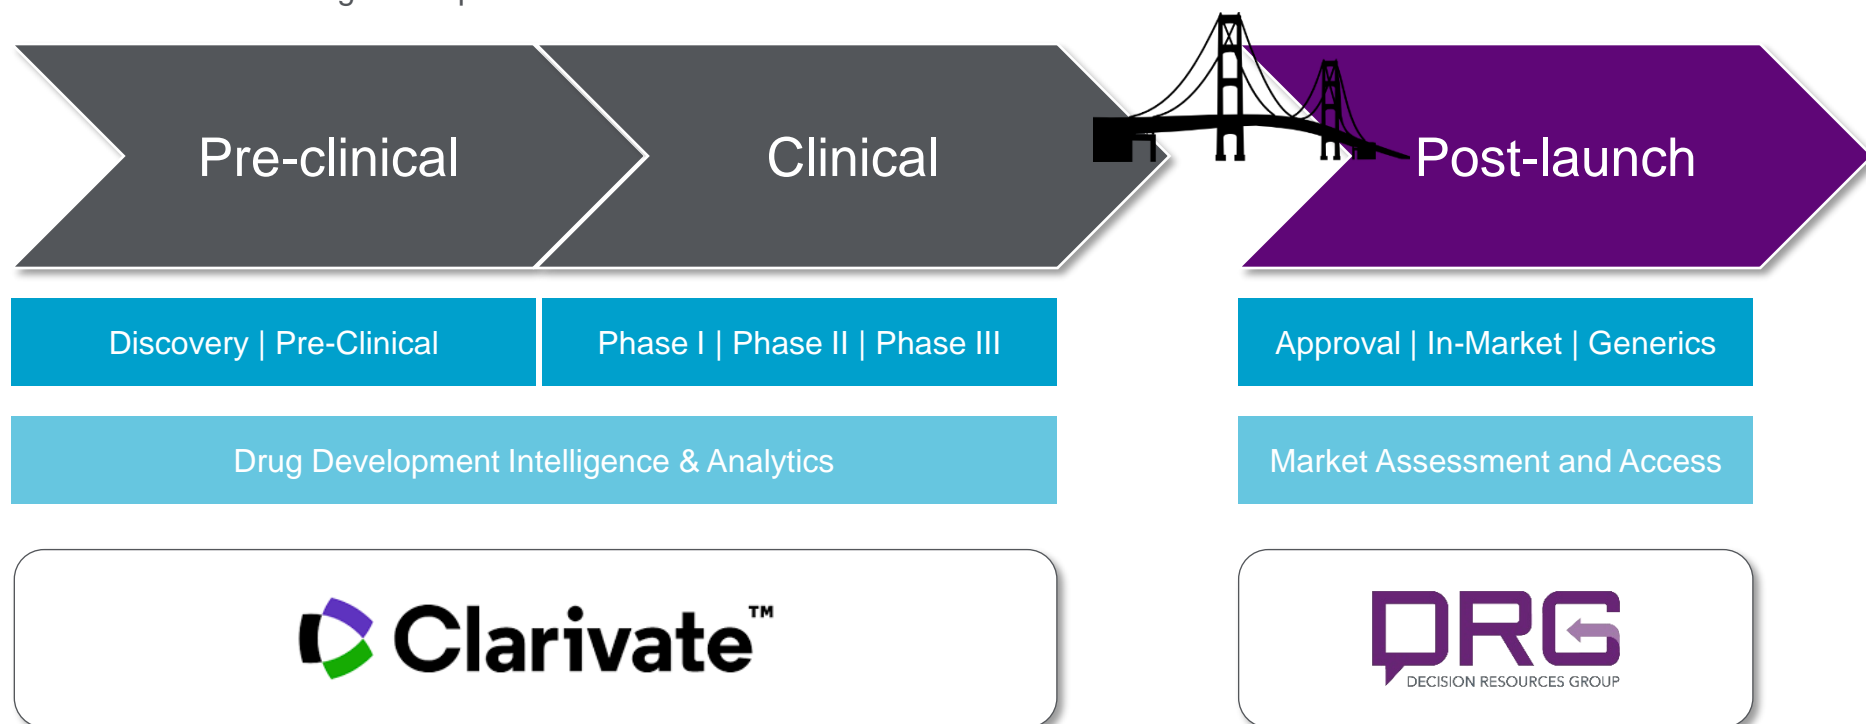 Pre-clinical
Clinical
Post-launch
Discovery | Pre-Clinical
Phase I | Phase II | Phase III
Approval | In-Market | Generics
Drug Development Intelligence & Analytics
Market Assessment and Access
Clarivate™
DRG
DECISION RESOURCES GROUP